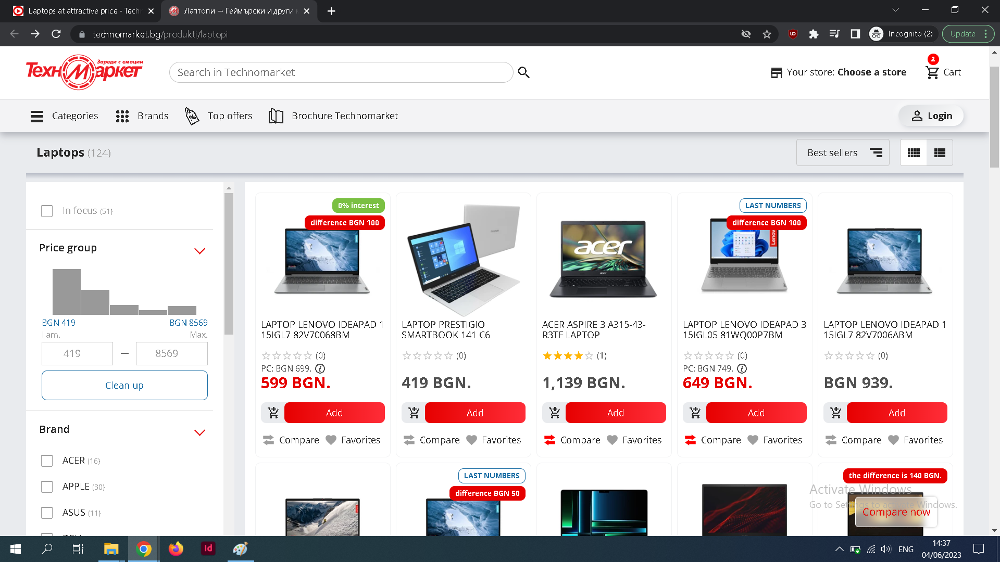 Laptops at attractive price - Techn
Лаптопи → Геймърски и други м
technomarket.bg/produkti/laptopi
Incognito (2)
Update
Зареди с емоции
ТехноМаркет
Search in Technomarket
Your store: Choose a store
2
Cart
Categories
Brands
Top offers
Brochure Technomarket
Login
Laptops (124)
Best sellers
In focus (51)
Price group
BGN 419
BGN 8569
I am.
Max.
419
—
8569
Clean up
Brand
ACER (16)
APPLE (30)
ASUS (11)
0% interest
difference BGN 100
LAPTOP LENOVO IDEAPAD 1
15IGL7 82V70068BM
(0)
PC: BGN 699.
599 BGN.
Add
Compare
Favorites
LAPTOP PRESTIGIO
SMARTBOOK 141 C6
(0)
419 BGN.
Add
Compare
Favorites
acer
ACER ASPIRE 3 A315-43-
R3TF LAPTOP
(1)
1,139 BGN.
Add
Compare
Favorites
LAST NUMBERS
difference BGN 100
Lenovo
LAPTOP LENOVO IDEAPAD 3
15IGL05 81WQ00P7BM
(0)
PC: BGN 749.
649 BGN.
Add
Compare
Favorites
LAPTOP LENOVO IDEAPAD 1
15IGL7 82V7006ABM
(0)
BGN 939.
Add
Compare
Favorites
LAST NUMBERS
difference BGN 50
the difference is 140 BGN.
Activate Windows
Go to Settings to activate Windows.
Compare now
Id
ENG
14:37
04/06/2023